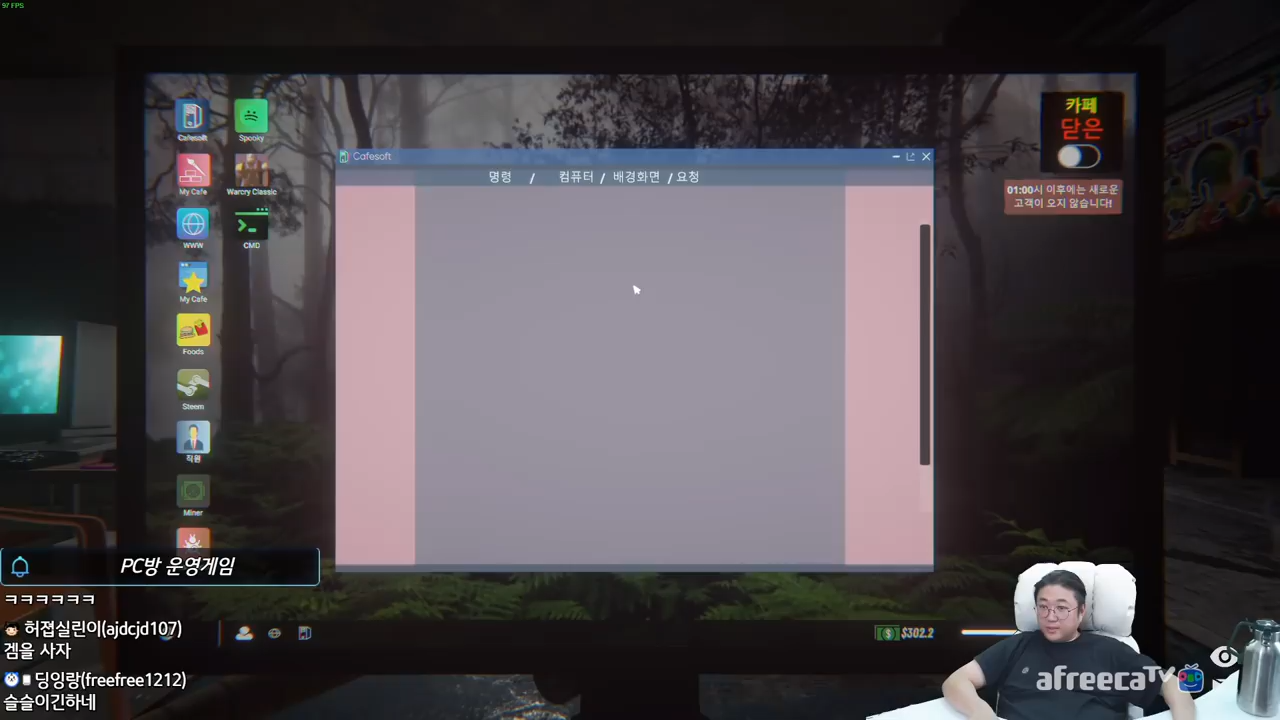 97 FPS
Cafesoft
Spooky
My Cafe
Warcry Classic
WWW
CMD
My Cafe
Foods
Steem
직원
Miner
Cafesoft
명령 / 컴퓨터 / 배경화면 / 요청
카페
닫은
01:00시 이후에는 새로운
고객이 오지 않습니다!
PC방 운영게임
ㅋㅋㅋㅋㅋㅋ
허접실린이(ajdcjd107)
겜을 사자
딩잉랑(freefree1212)
슬슬이긴하네
$302.2
afreecaTV